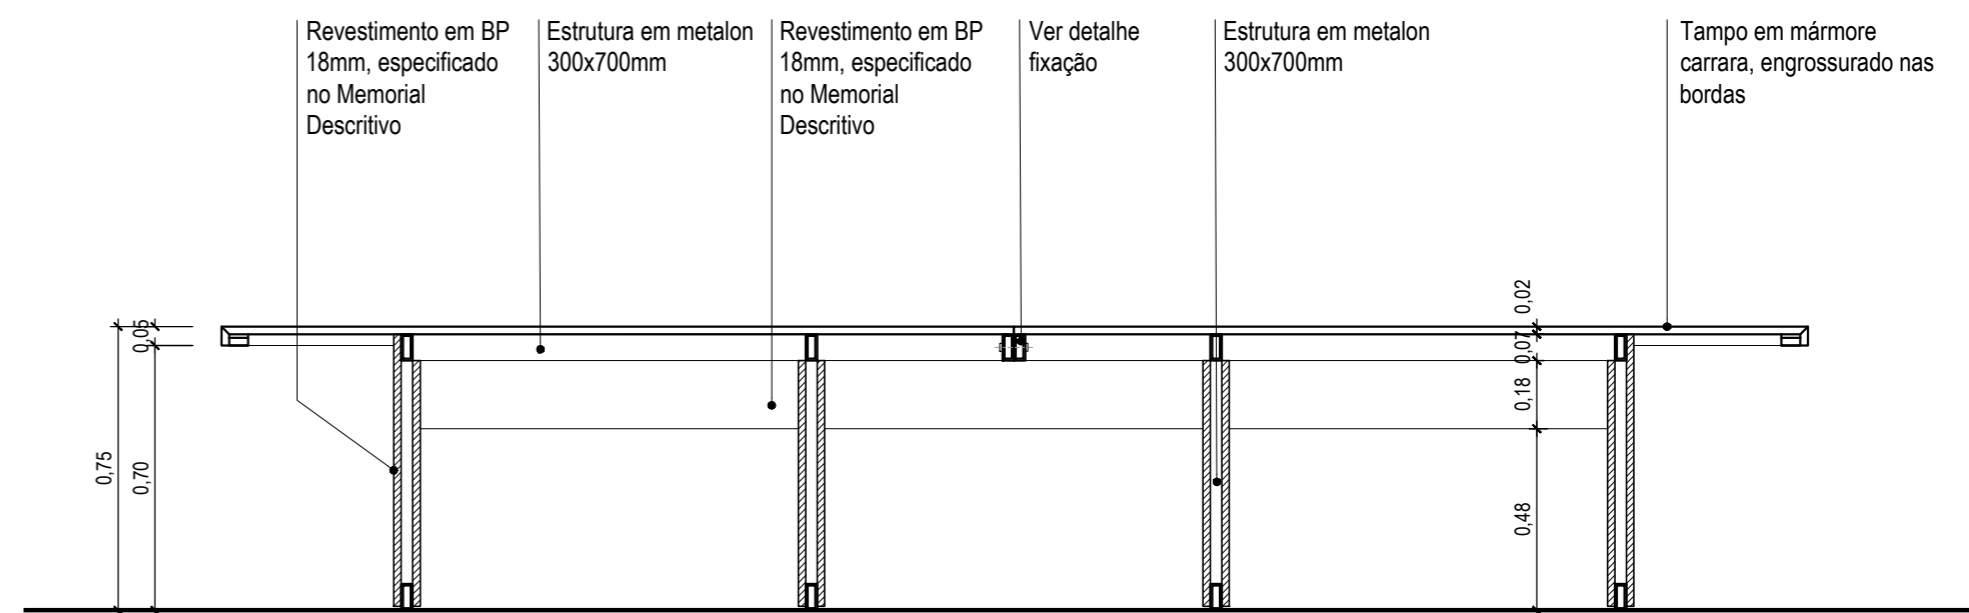 Revestimento em BP
18mm, especificado
no Memorial
Descritivo
Estrutura em metalon
300x700mm
Revestimento em BP
18mm, especificado
no Memorial
Descritivo
Ver detalhe
fixação
Estrutura em metalon
300x700mm
Tampo em mármore
carrara, engrossurado nas
bordas
0,75
0,05
0,70
0,02
0,07
0,18
0,48